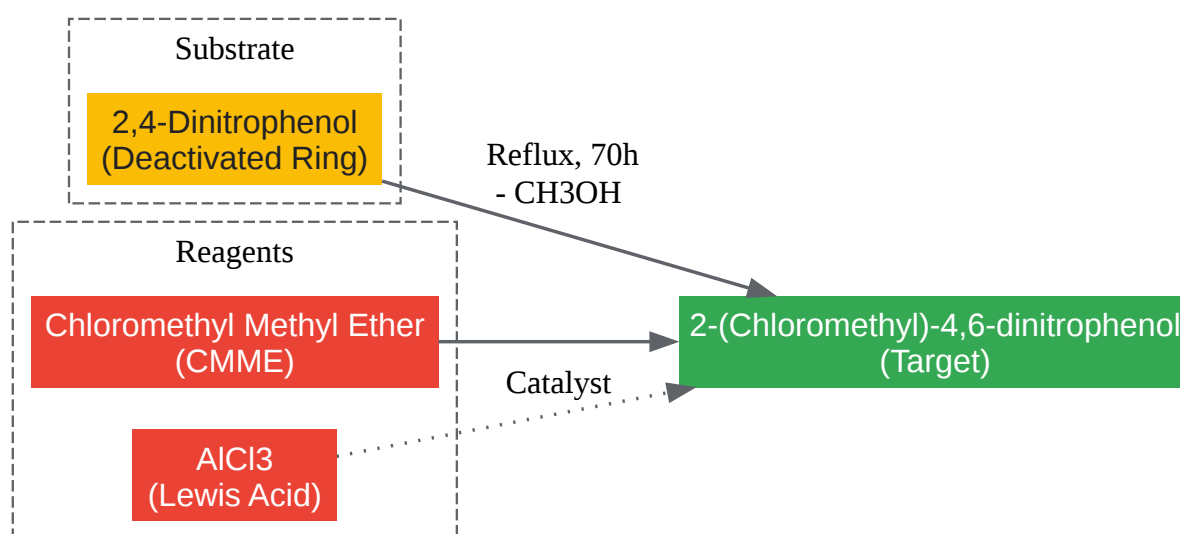 Substrate
2,4-Dinitrophenol
(Deactivated Ring)
Reflux, 70h
- CH3OH
Reagents
Chloromethyl Methyl Ether
(CMME)
2-(Chloromethyl)-4,6-dinitrophenol
(Target)
Catalyst
AlCl3
(Lewis Acid)